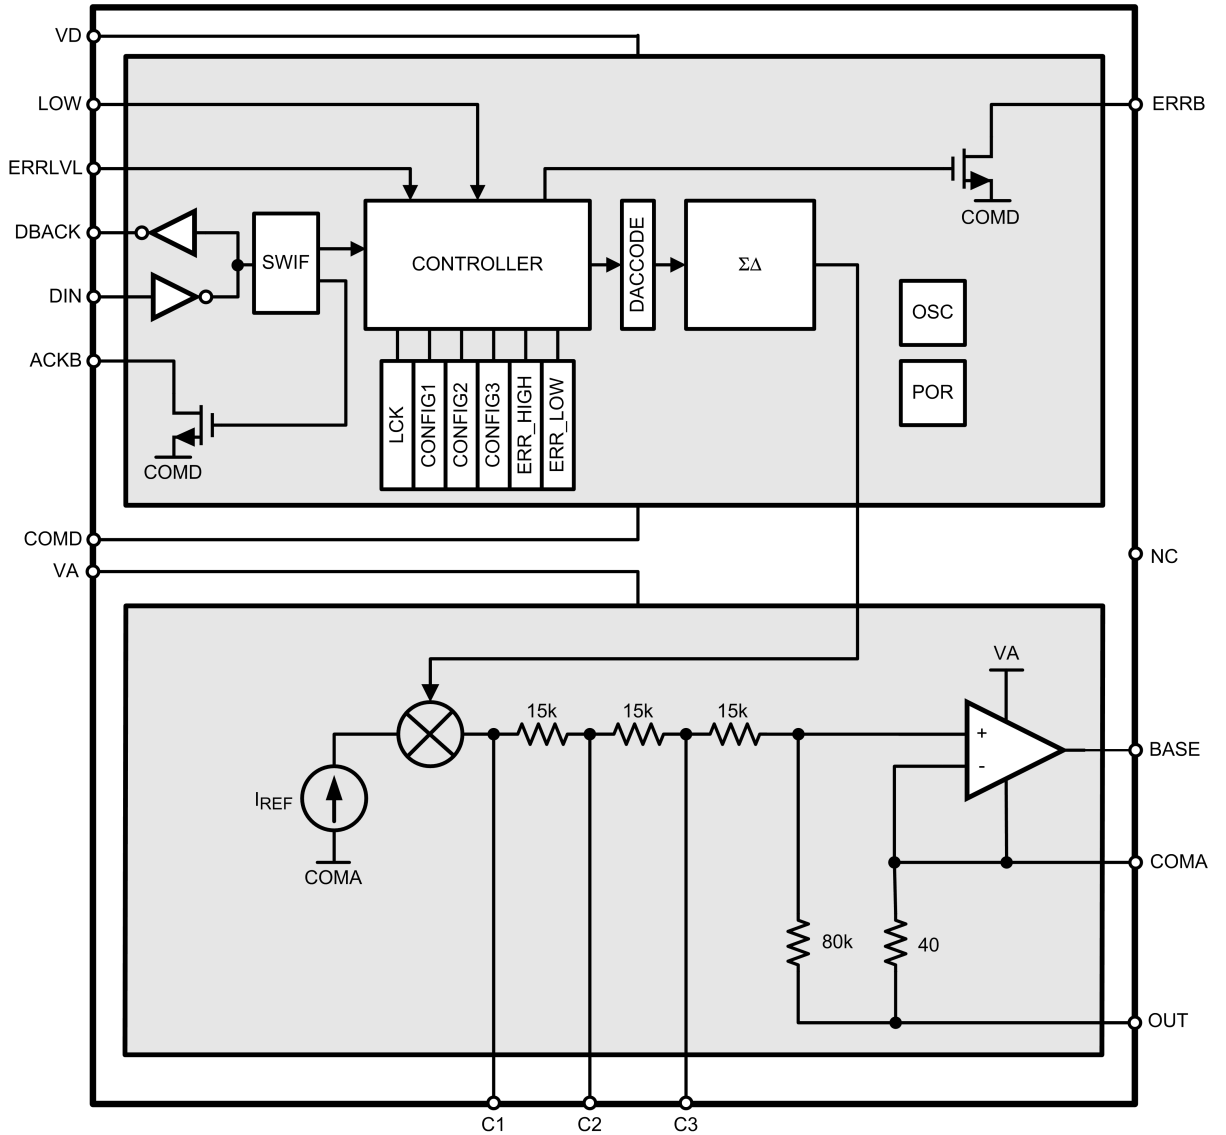 VD
LOW
ERRB
ERRLVL
COMD
DBACK
SWIF
CONTROLLER
DACCODE
ΣΔ
DIN
OSC
ACKB
LCK
CONFIG1
CONFIG2
CONFIG3
ERR_HIGH
ERR_LOW
POR
COMD
COMD
VA
NC
VA
15k
15k
15k
+
-
BASE
IREF
COMA
COMA
80k
40
OUT
C1
C2
C3